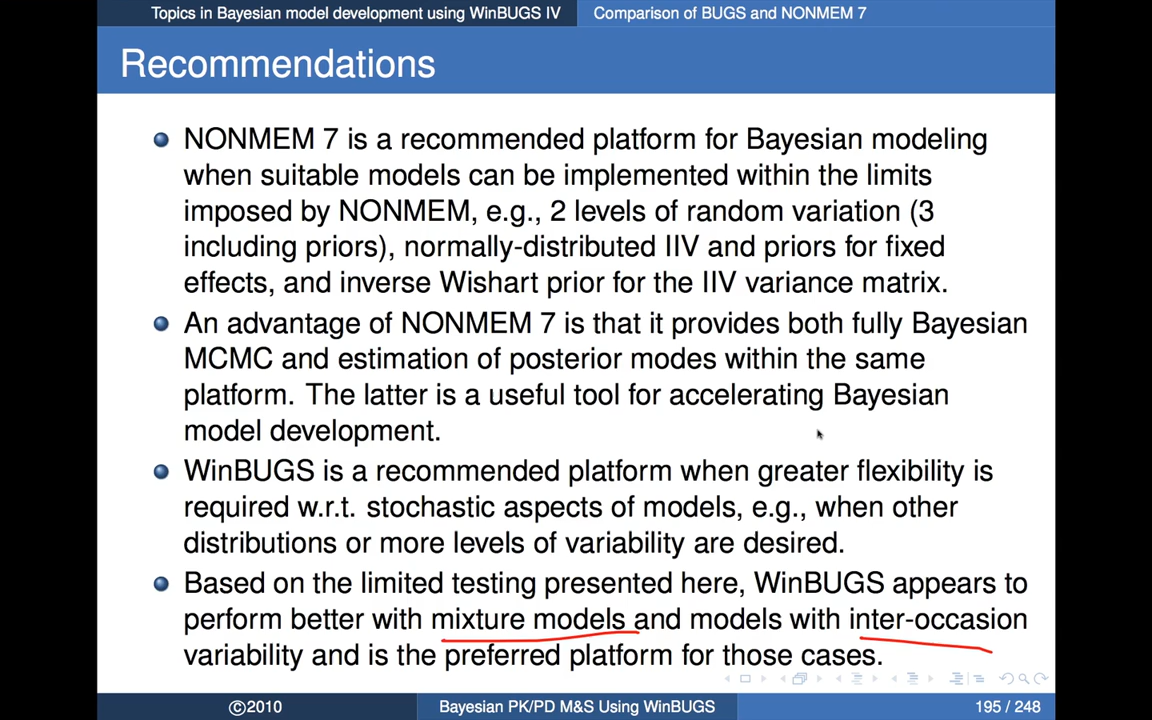 Topics in Bayesian model development using WinBUGS IV
Comparison of BUGS and NONMEM 7
Recommendations
NONMEM 7 is a recommended platform for Bayesian modeling
when suitable models can be implemented within the limits
imposed by NONMEM, e.g., 2 levels of random variation (3
including priors), normally-distributed IIV and priors for fixed
effects, and inverse Wishart prior for the IIV variance matrix.
An advantage of NONMEM 7 is that it provides both fully Bayesian
MCMC and estimation of posterior modes within the same
platform. The latter is a useful tool for accelerating Bayesian
model development.
WinBUGS is a recommended platform when greater flexibility is
required w.r.t. stochastic aspects of models, e.g., when other
distributions or more levels of variability are desired.
Based on the limited testing presented here, WinBUGS appears to
perform better with mixture models and models with inter-occasion
variability and is the preferred platform for those cases.
©2010
Bayesian PK/PD M&S Using WinBUGS
195 / 248